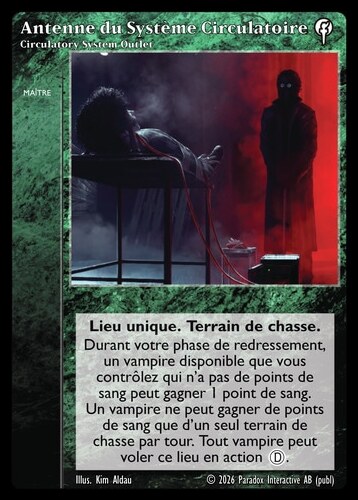 Antenne du Système Circulatoire
Circulatory System Outlet
MAÎTRE
Lieu unique. Terrain de chasse.
Durant votre phase de redressement,
un vampire disponible que vous
contrôlez qui n'a pas de points de
sang peut gagner 1 point de sang.
Un vampire ne peut gagner de points
de sang que d'un seul terrain de
chasse par tour. Tout vampire peut
voler ce lieu en action Ⓓ.
Illus. Kim Aldau
© 2026 Paradox Interactive AB (publ)